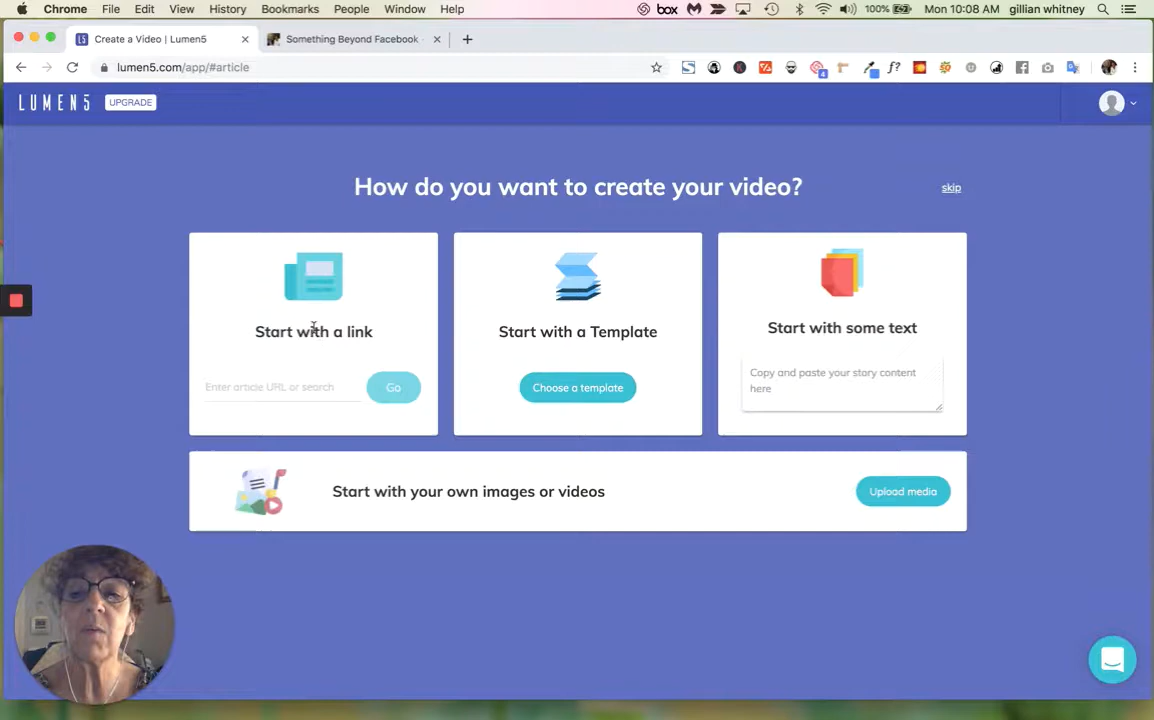 Chrome File Edit View History Bookmarks People Window Help box 100% Mon 10:08 AM gillian whitney
Create a Video | Lumen5 Something Beyond Facebook
lumen5.com/app/#article
LUMEN5 UPGRADE
How do you want to create your video?
skip
Start with a link
Enter article URL or search Go
Start with a Template
Choose a template
Start with some text
Copy and paste your story content
here
Start with your own images or videos
Upload media